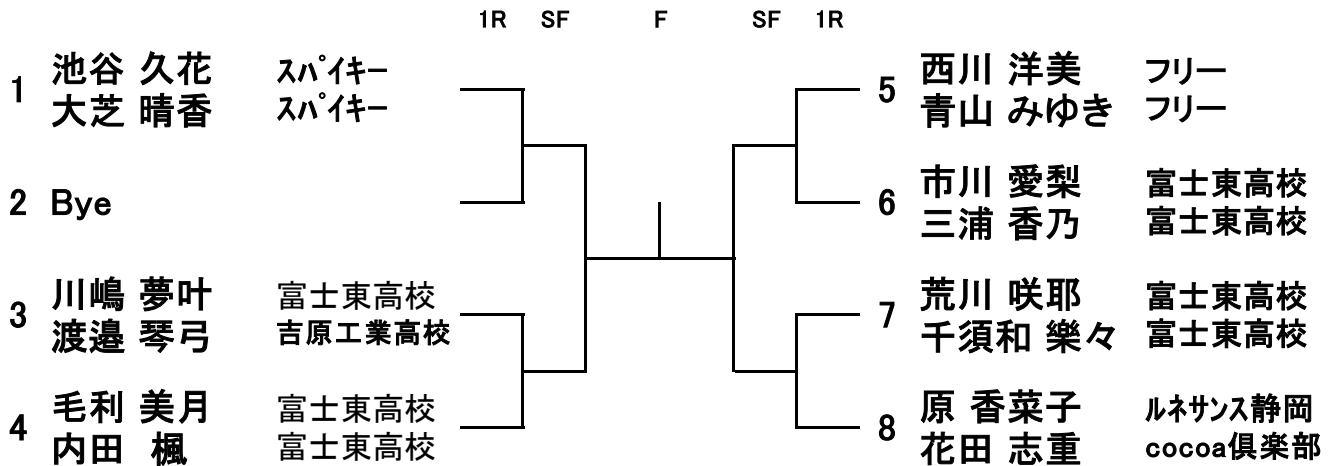 1R SF F SF 1R
1 池谷 久花 スパイキー
大芝 晴香 スパイキー
2 Bye
3 川嶋 夢叶 富士東高校
渡邉 琴弓 吉原工業高校
4 毛利 美月 富士東高校
内田 楓 富士東高校
5 西川 洋美 フリー
青山 みゆき フリー
6 市川 愛梨 富士東高校
三浦 香乃 富士東高校
7 荒川 咲耶 富士東高校
千須和 樂々 富士東高校
8 原 香菜子 ルネサンス静岡
花田 志重 cocoa倶楽部